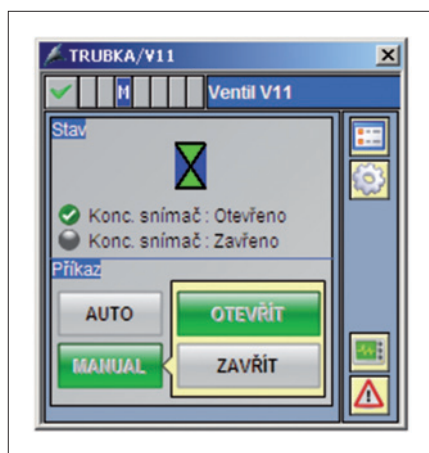 TRUBKA/V11
M Ventil V11
Stav
Konc. snímač : Otevřeno
Konc. snímač : Zavřeno
Příkaz
AUTO OTEVŘÍT
MANUAL ZAVŘÍT